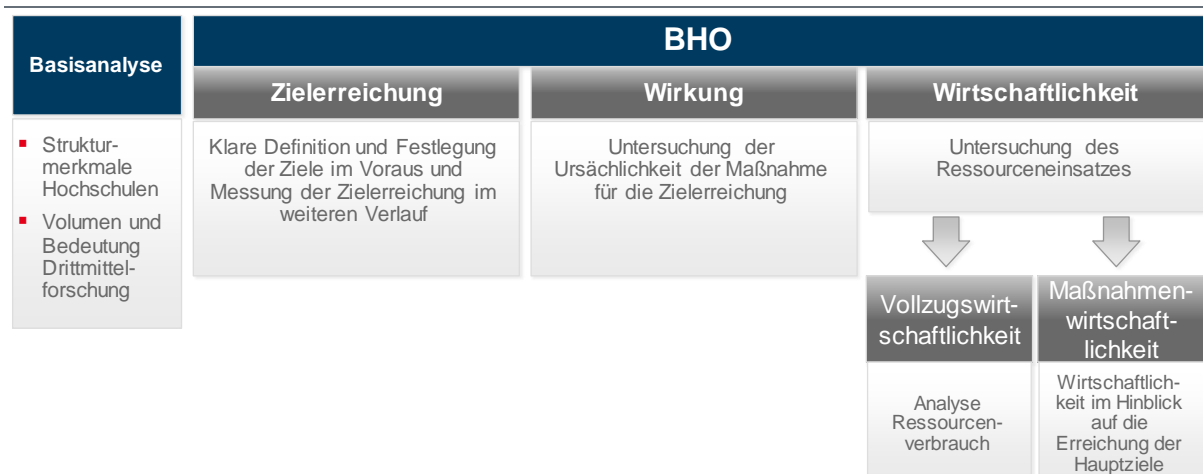 Basisanalyse
Struktur-
merkmale
Hochschulen
Volumen und
Bedeutung
Drittmittel-
forschung
BHO
Zielerreichung
Klare Definition und Festlegung
der Ziele im Voraus und
Messung der Zielerreichung im
weiteren Verlauf
Wirkung
Untersuchung der
Ursächlichkeit der Maßnahme
für die Zielerreichung
Wirtschaftlichkeit
Untersuchung des
Ressourceneinsatzes
Vollzugswirt-
schaftlichkeit
Analyse
Ressourcen-
verbrauch
Maßnahmen-
wirtschaft-
lichkeit
Wirtschaftlich-
keit im Hinblick
auf die
Erreichung der
Hauptziele